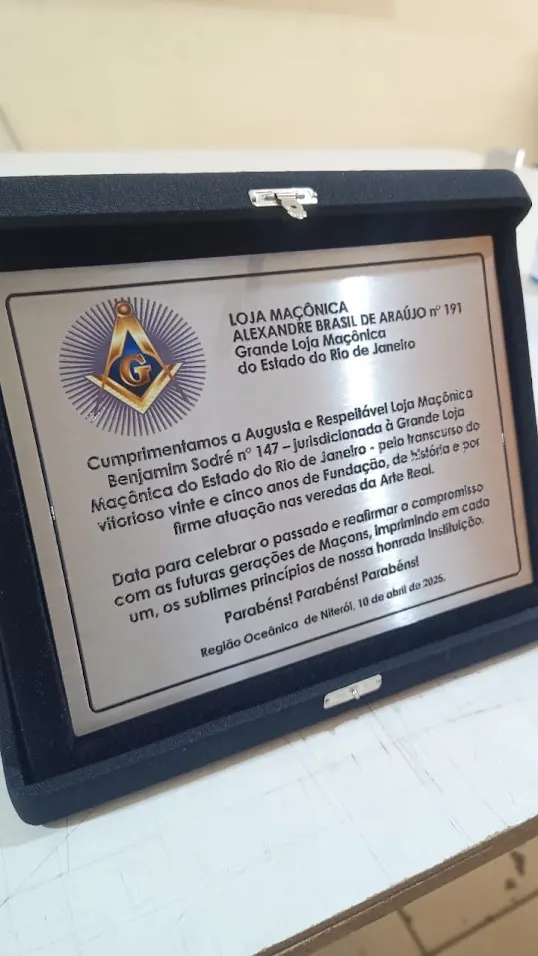 G
LOJA MAÇÔNICA
ALEXANDRE BRASIL DE ARAÚJO nº 191
Grande Loja Maçônica
do Estado do Rio de Janeiro
Cumprimentamos a Augusta e Respeitável Loja Maçônica
Benjamim Sodré nº 147 – jurisdicionada à Grande Loja
Maçônica do Estado do Rio de Janeiro - pelo transcurso do
vitorioso vinte e cinco anos de Fundação, de história e por
firme atuação nas veredas da Arte Real.
Data para celebrar o passado e reafirmar o compromisso
com as futuras gerações de Maçons, imprimindo em cada
um, os sublimes princípios de nossa honrada Instituição.
Parabéns! Parabéns! Parabéns!
Região Oceânica de Niterói, 10 de abril de 2025.